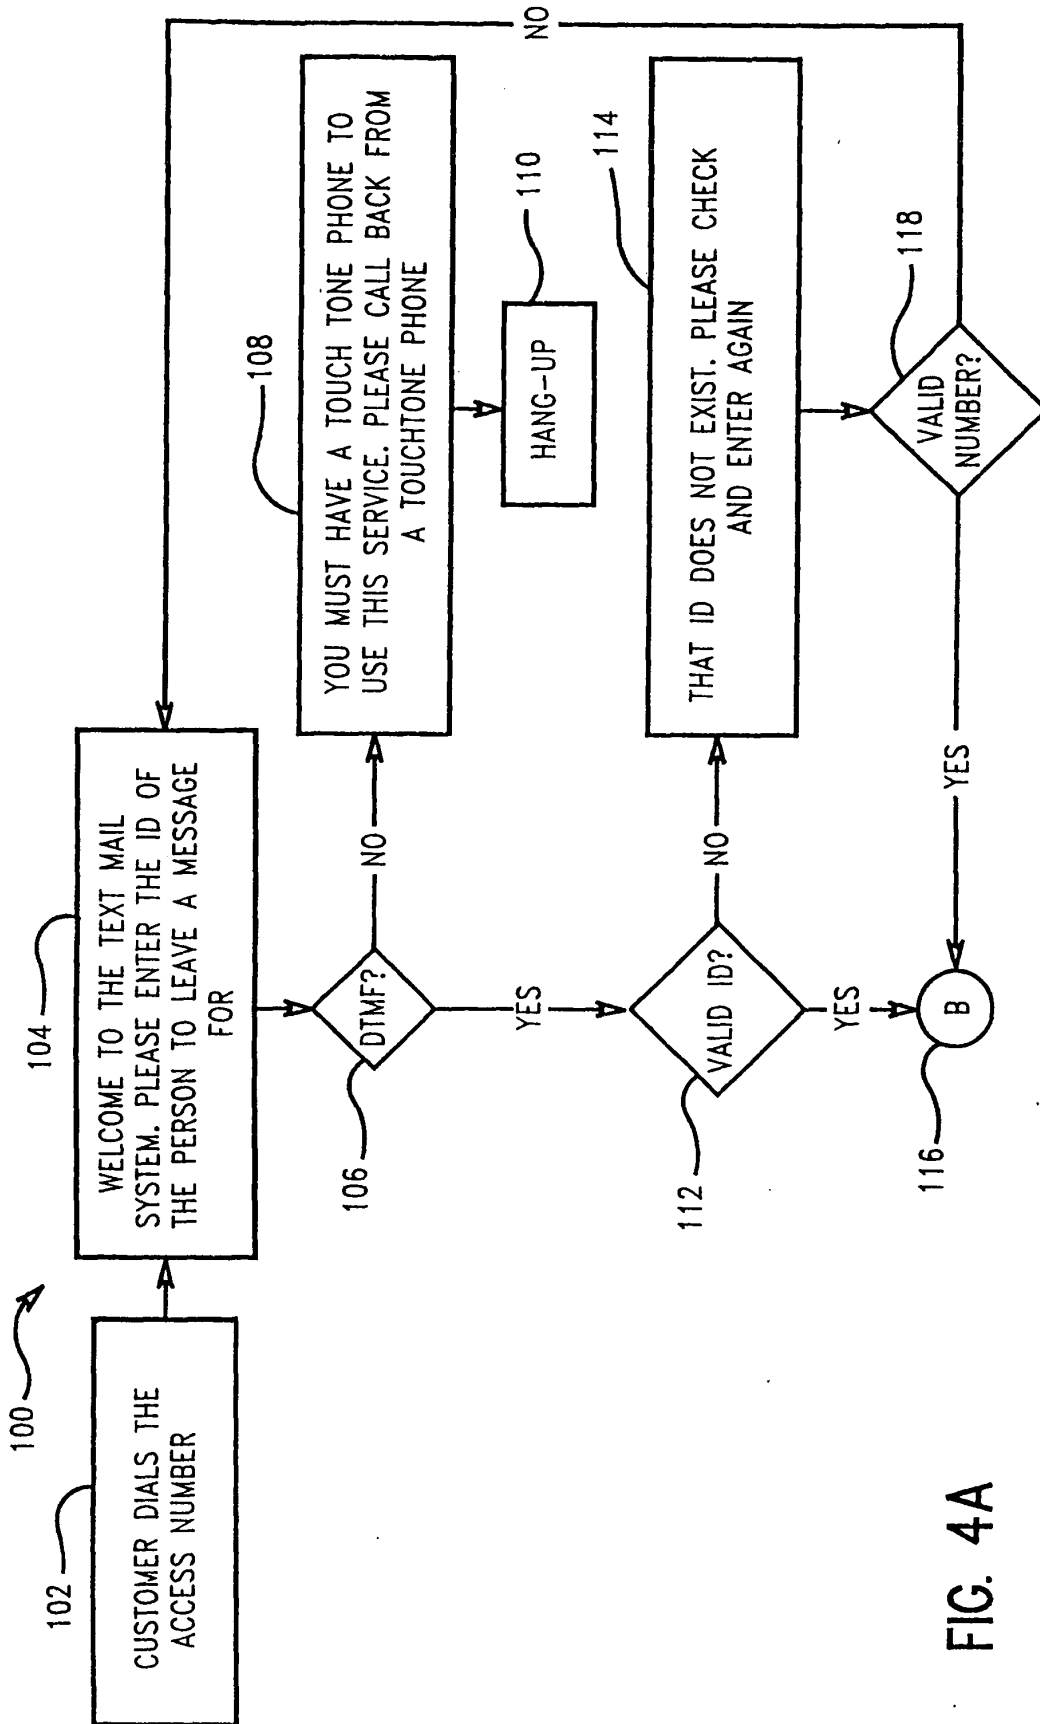 100
102
CUSTOMER DIALS THE
ACCESS NUMBER
104
WELCOME TO THE TEXT MAIL
SYSTEM. PLEASE ENTER THE ID OF
THE PERSON TO LEAVE A MESSAGE
FOR
NO
106
DTMF?
NO
108
YOU MUST HAVE A TOUCH TONE PHONE TO
USE THIS SERVICE. PLEASE CALL BACK FROM
A TOUCHTONE PHONE
110
HANG-UP
YES
112
VALID ID?
NO
114
THAT ID DOES NOT EXIST. PLEASE CHECK
AND ENTER AGAIN
YES
116
B
YES
118
VALID
NUMBER?
FIG. 4A